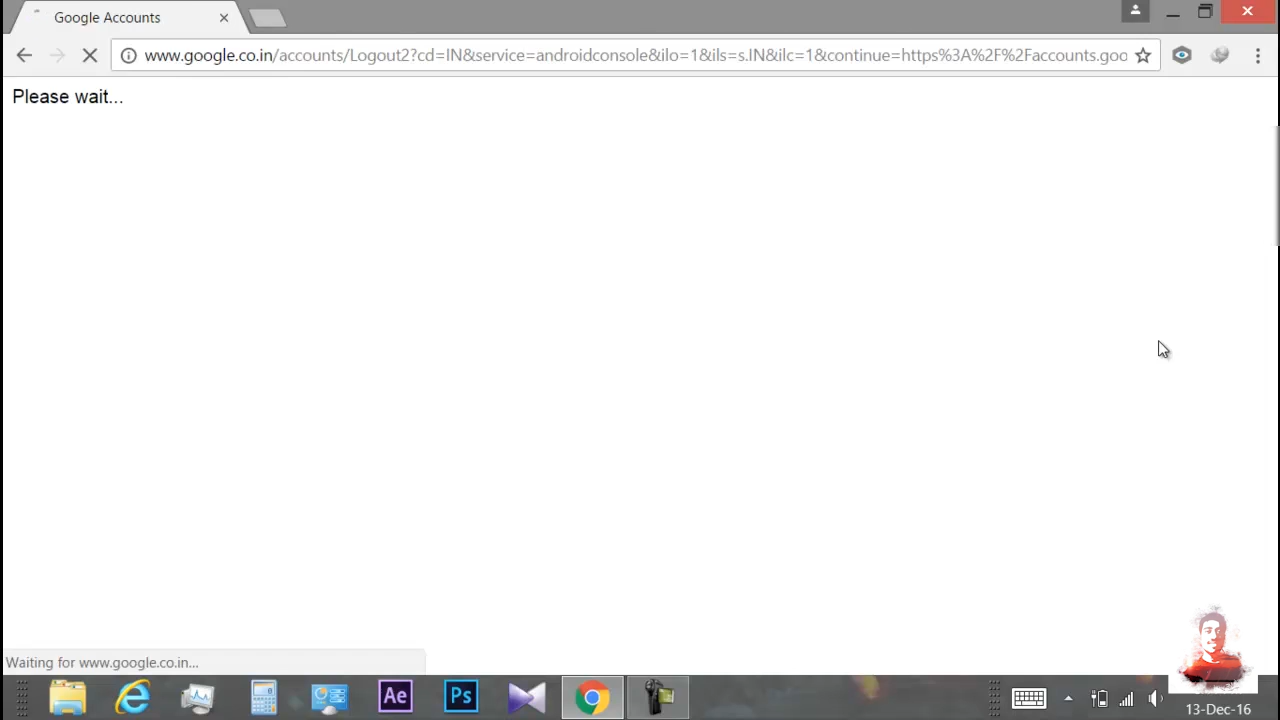 Google Accounts
www.google.co.in/accounts/Logout2?cd=IN&service=androidconsole&ilo=1&ils=s.IN&ilc=1&continue=https%3A%2F%2Faccounts.goo
Please wait...
Waiting for www.google.co.in...
Ae
Ps
13-Dec-16